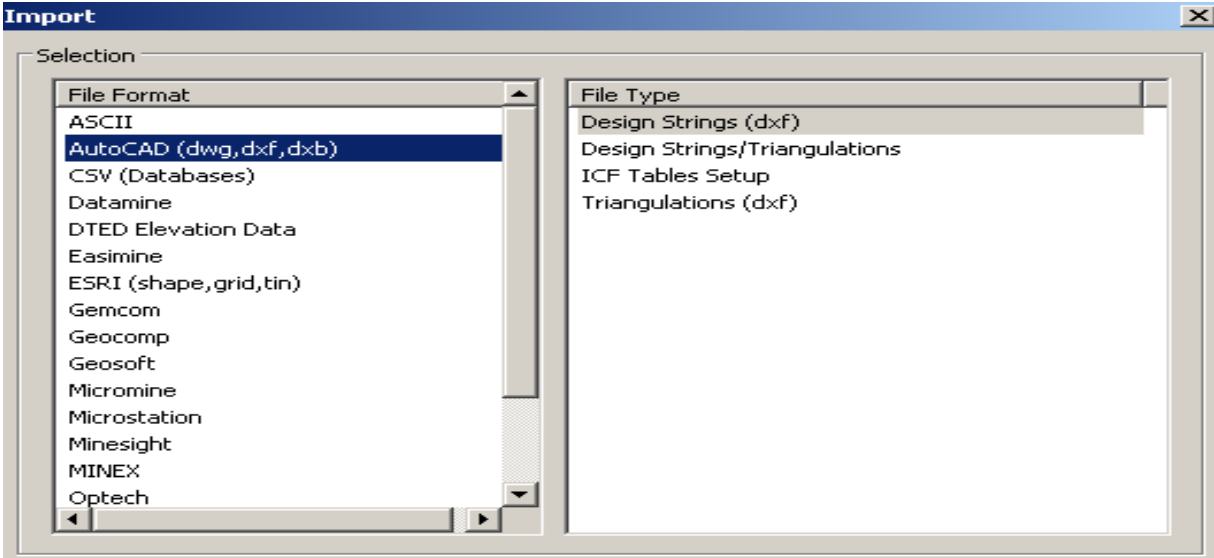 Import
Selection
File Format
ASCII
AutoCAD (dwg,dxf,dxb)
CSV (Databases)
Datamine
DTED Elevation Data
Easimine
ESRI (shape,grid,tin)
Gemcom
Geocomp
Geosoft
Micromine
Microstation
Minesight
MINEX
Optech
File Type
Design Strings (dxf)
Design Strings/Triangulations
ICF Tables Setup
Triangulations (dxf)